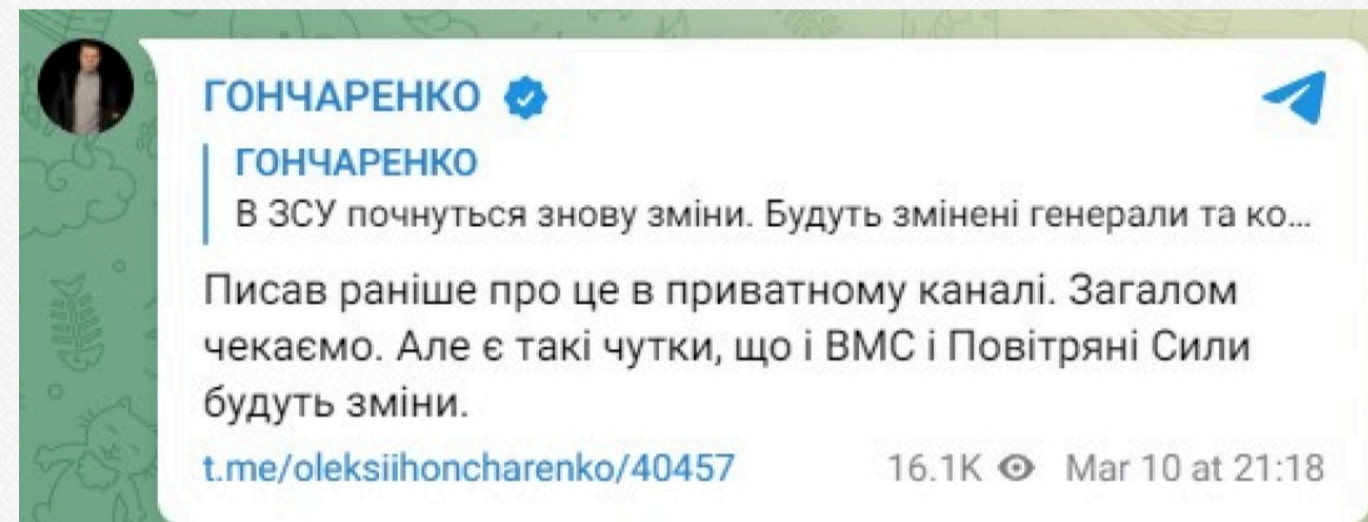 ГОНЧАРЕНКО
ГОНЧАРЕНКО
В ЗСУ почнуться знову зміни. Будуть змінені генерали та ко...
Писав раніше про це в приватному каналі. Загалом
чекаємо. Але є такі чутки, що і ВМС і Повітряні Сили
будуть зміни.
t.me/oleksiihoncharenko/40457 16.1K Mar 10 at 21:18